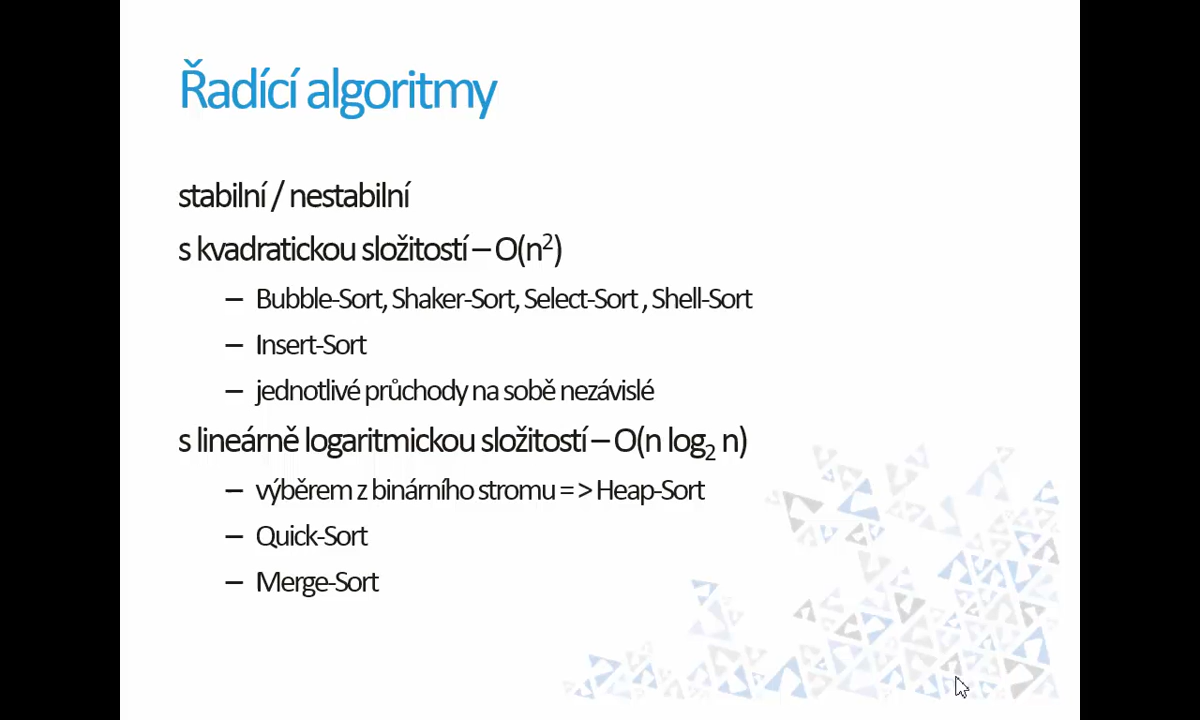 Řadící algoritmy
stabilní / nestabilní
s kvadratickou složitostí – O(n²)
– Bubble-Sort, Shaker-Sort, Select-Sort , Shell-Sort
– Insert-Sort
– jednotlivé průchody na sobě nezávislé
s lineárně logaritmickou složitostí – O(n log₂ n)
– výběrem z binárního stromu = > Heap-Sort
– Quick-Sort
– Merge-Sort